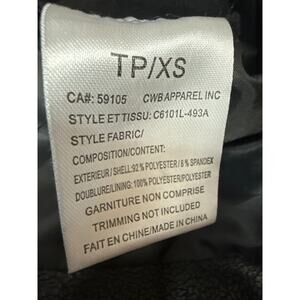 TP/XS
CA#: 59105 CWB APPAREL INC
STYLE ET TISSU: C6101L-493A
STYLE FABRIC/
COMPOSITION/CONTENT:
EXTERIEUR/SHELL:92% POLYESTER / 8% SPANDEX
DOUBLURE/LINING:100% POLYESTER/POLYESTER
GARNITURE NON COMPRISE
TRIMMING NOT INCLUDED
FAIT EN CHINE/MADE IN CHINA